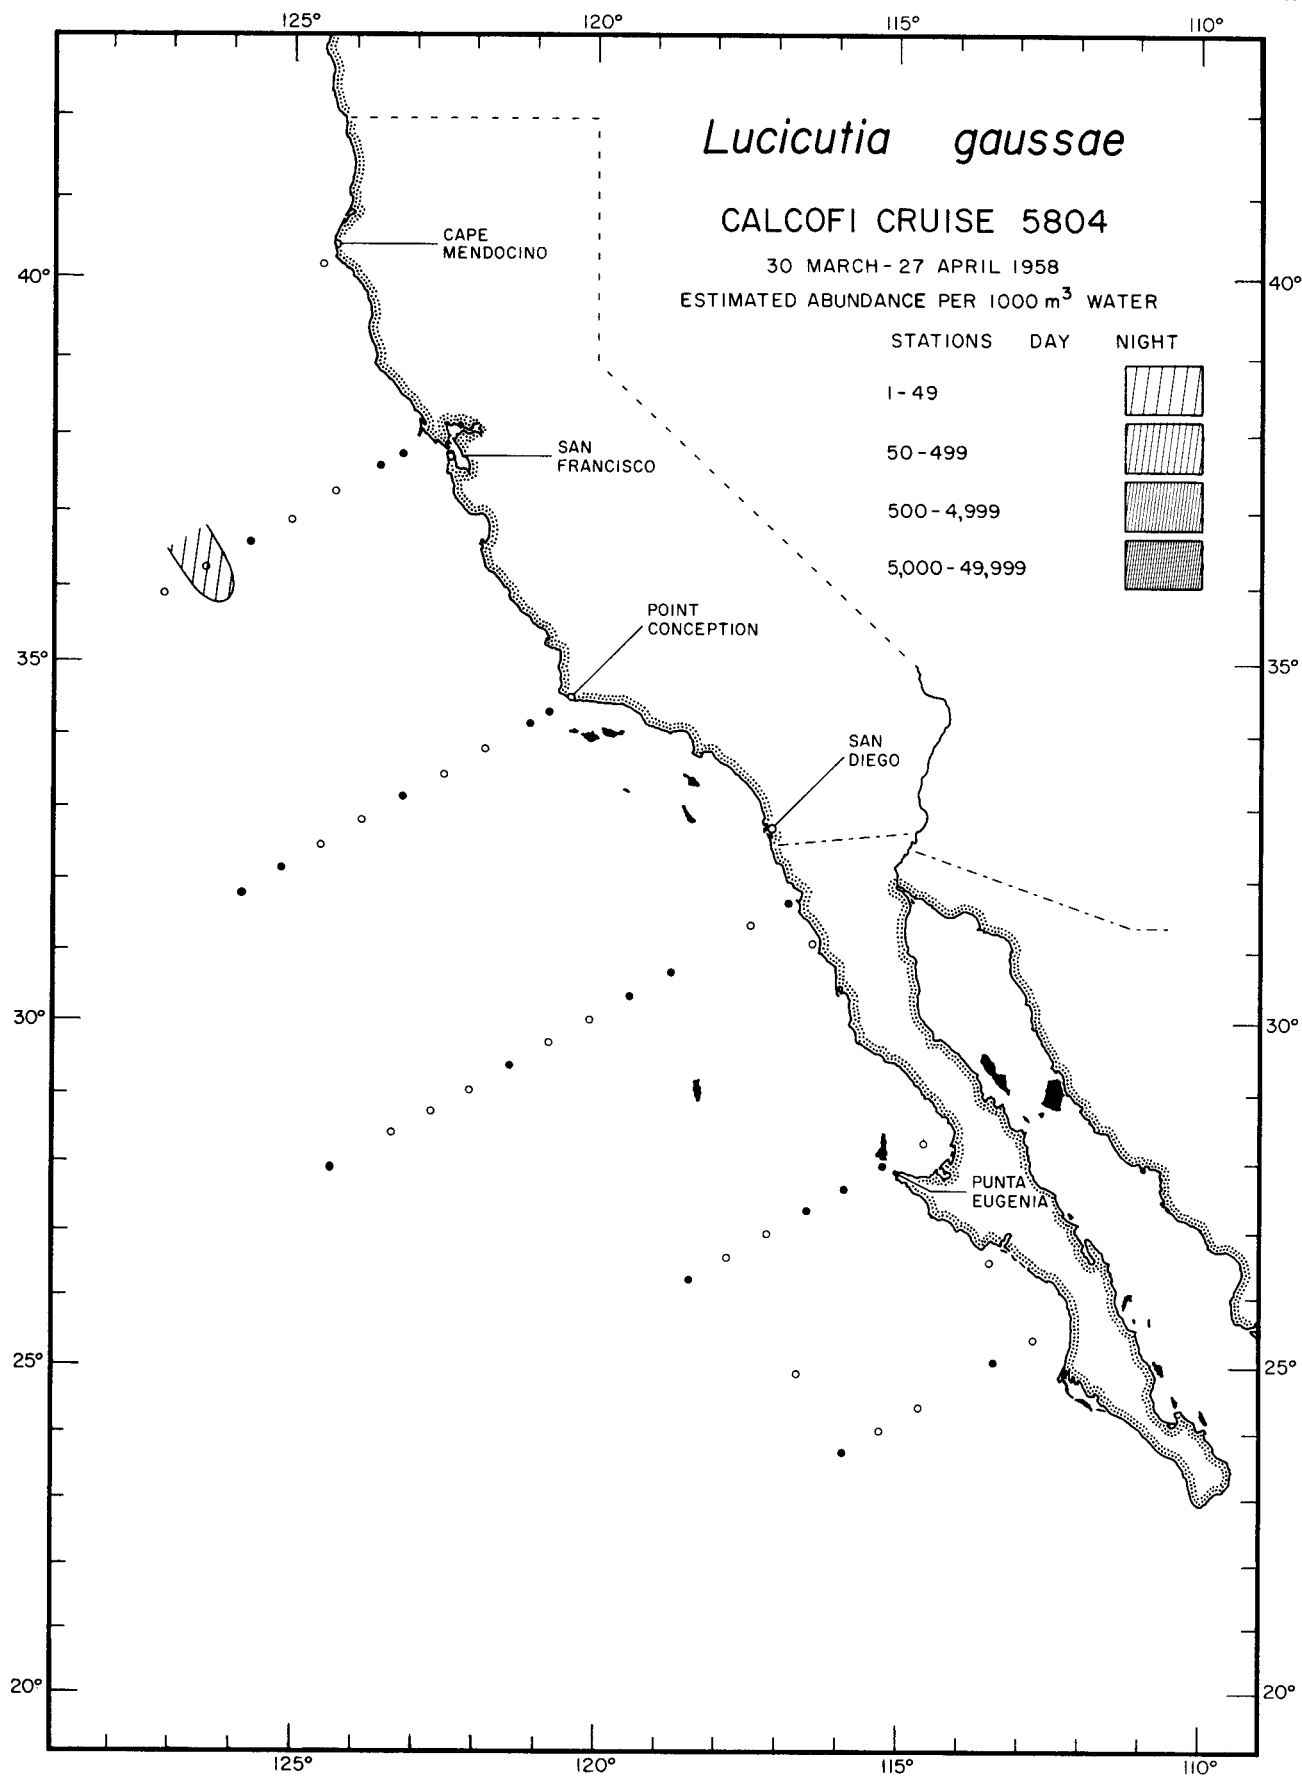 125° 120° 115° 110°
Lucicutia gaussae
CALCOFI CRUISE 5804
30 MARCH-27 APRIL 1958
ESTIMATED ABUNDANCE PER 1000 m³ WATER
STATIONS DAY NIGHT
1-49
50-499
500-4,999
5,000-49,999
CAPE
MENDOCINO
40° 40°
SAN
FRANCISCO
POINT
CONCEPTION
35° 35°
SAN
DIEGO
30° 30°
PUNTA
EUGENIA
25° 25°
20° 20°
125° 120° 115° 110°